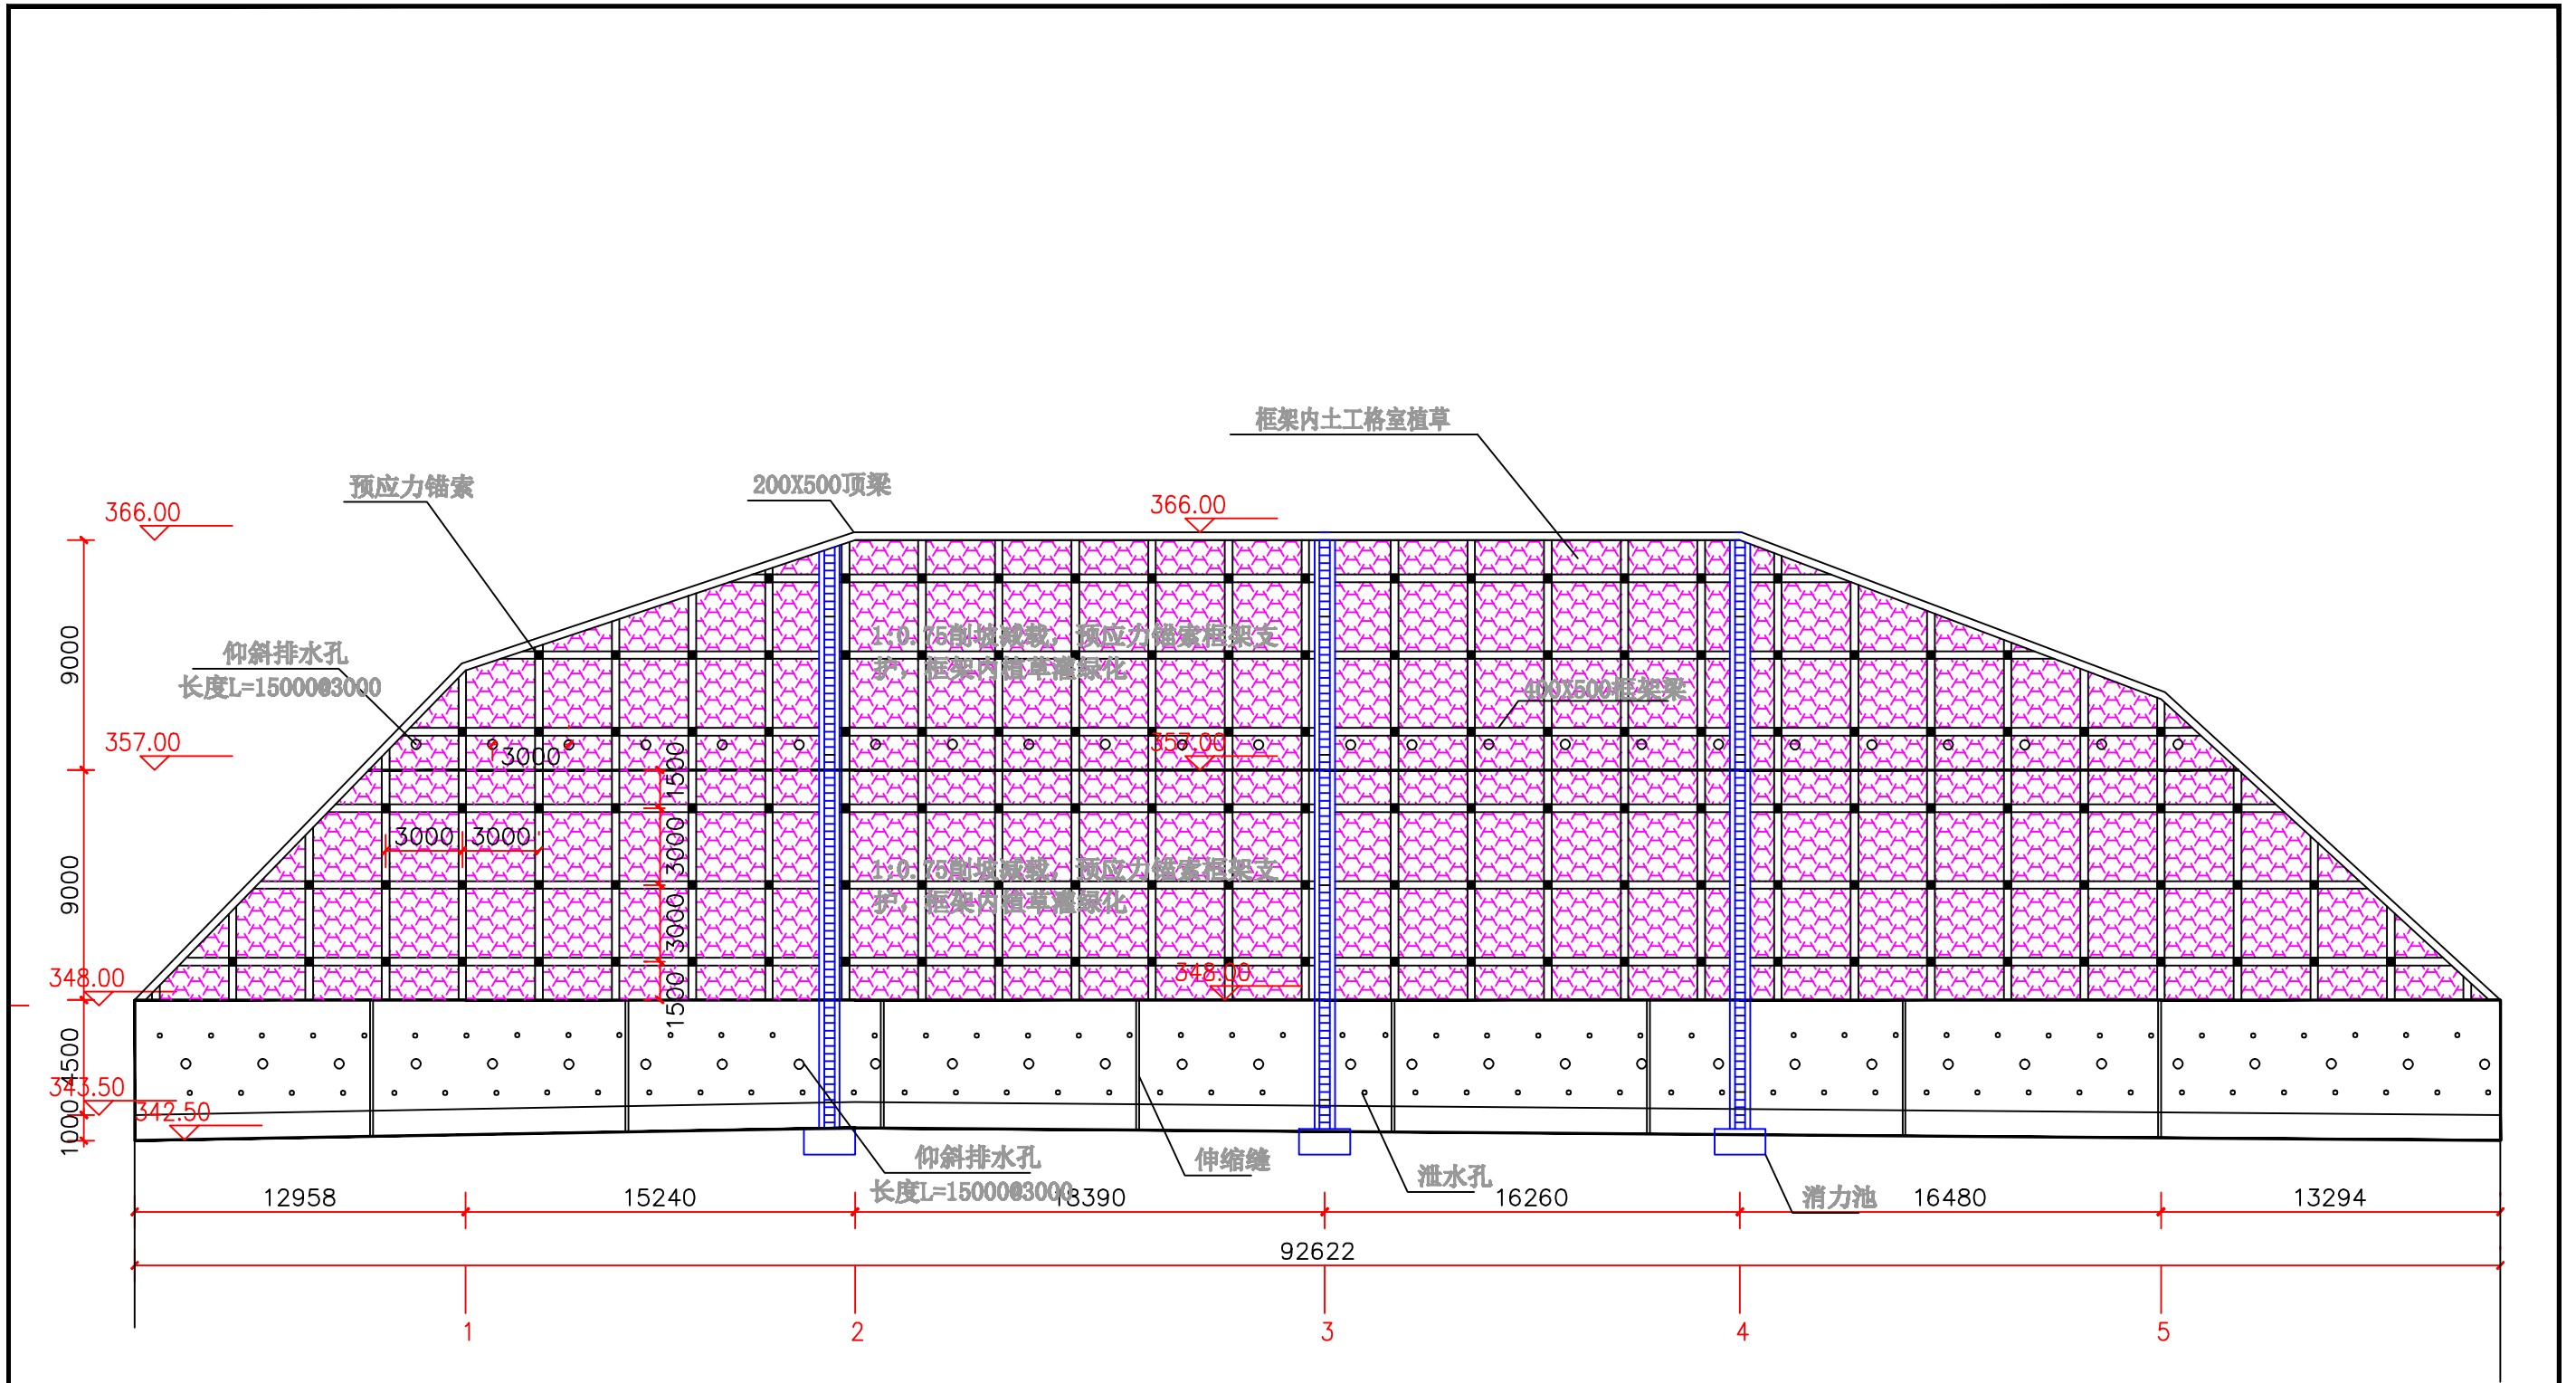 框架内土工格室植草
预应力锚索
200X500顶梁
366.00
366.00
9000
1:0.75削坡减载，预应力锚索框架支
护，框架内植草灌绿化
仰斜排水孔
长度L=15000@3000
400X500框架梁
357.00
3000
357.00
1500
3000
3000
3000
9000
1:0.75削坡减载，预应力锚索框架支
护，框架内植草灌绿化
3000
348.00
348.00
1500
4500
343.50
342.50
1000
仰斜排水孔
长度L=15000@3000
伸缩缝
泄水孔
消力池
12958
15240
18390
16260
16480
13294
92622
1
2
3
4
5